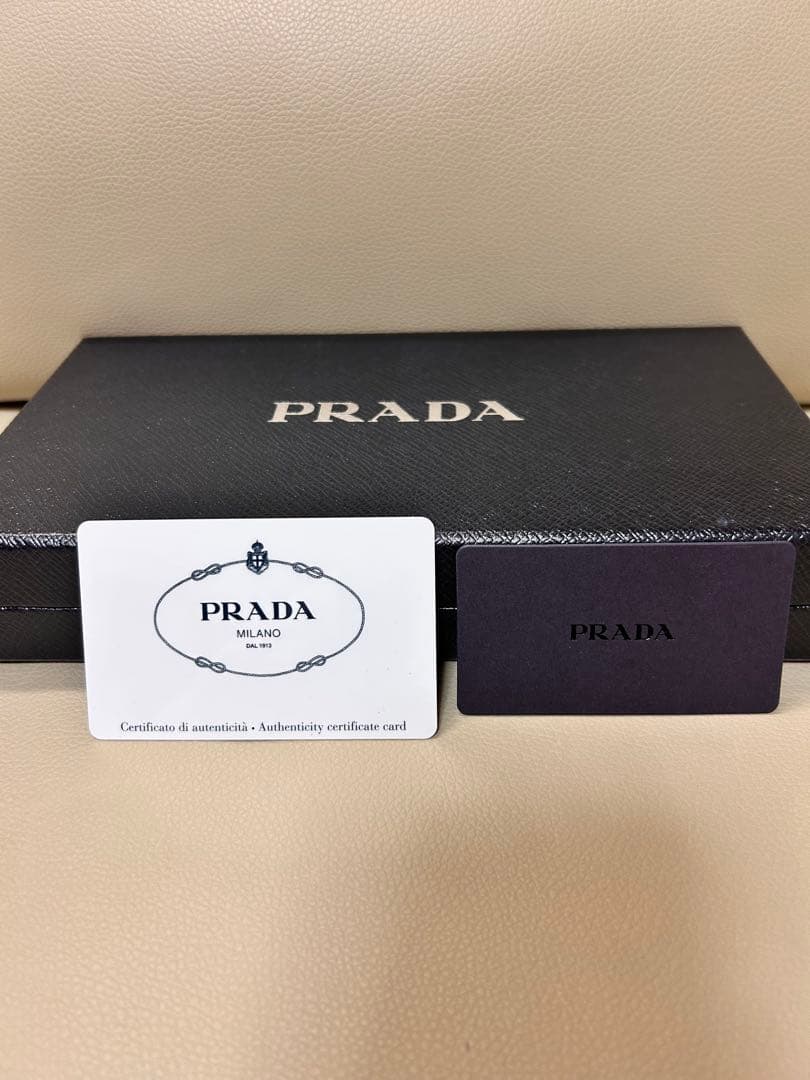 PRADA
PRADA
MILANO
DAL 1913
Certificato di autenticità • Authenticity certificate card
PRADA